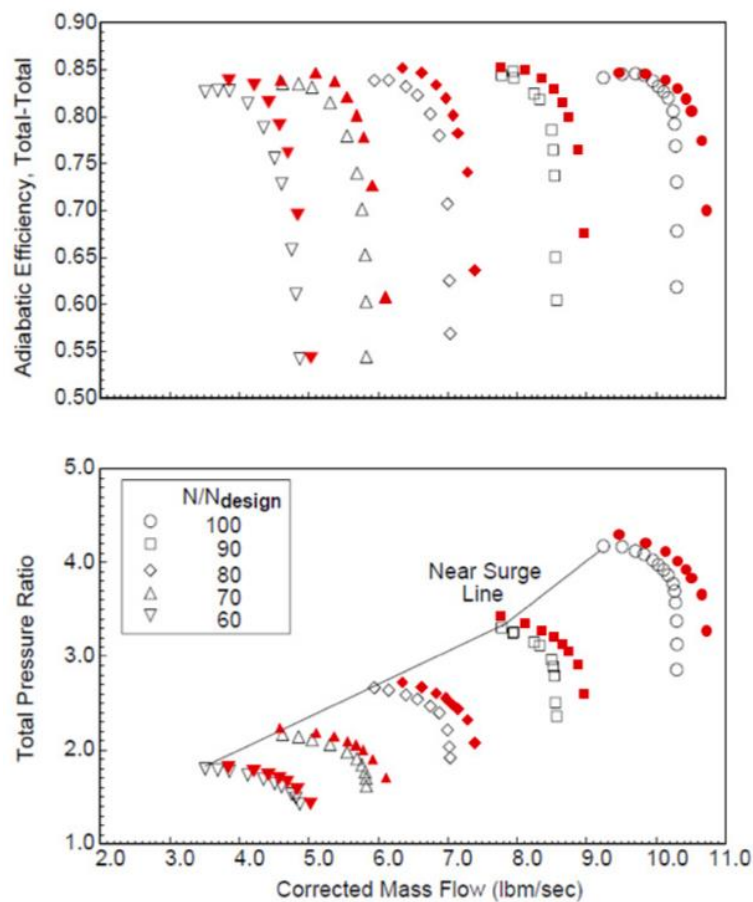 Adiabatic Efficiency, Total-Total
0.90
0.85
0.80
0.75
0.70
0.65
0.60
0.55
0.50
Total Pressure Ratio
5.0
4.0
3.0
2.0
1.0
N/Ndesign
100
90
80
70
60
Near Surge
Line
2.0 3.0 4.0 5.0 6.0 7.0 8.0 9.0 10.0 11.0
Corrected Mass Flow (lbm/sec)